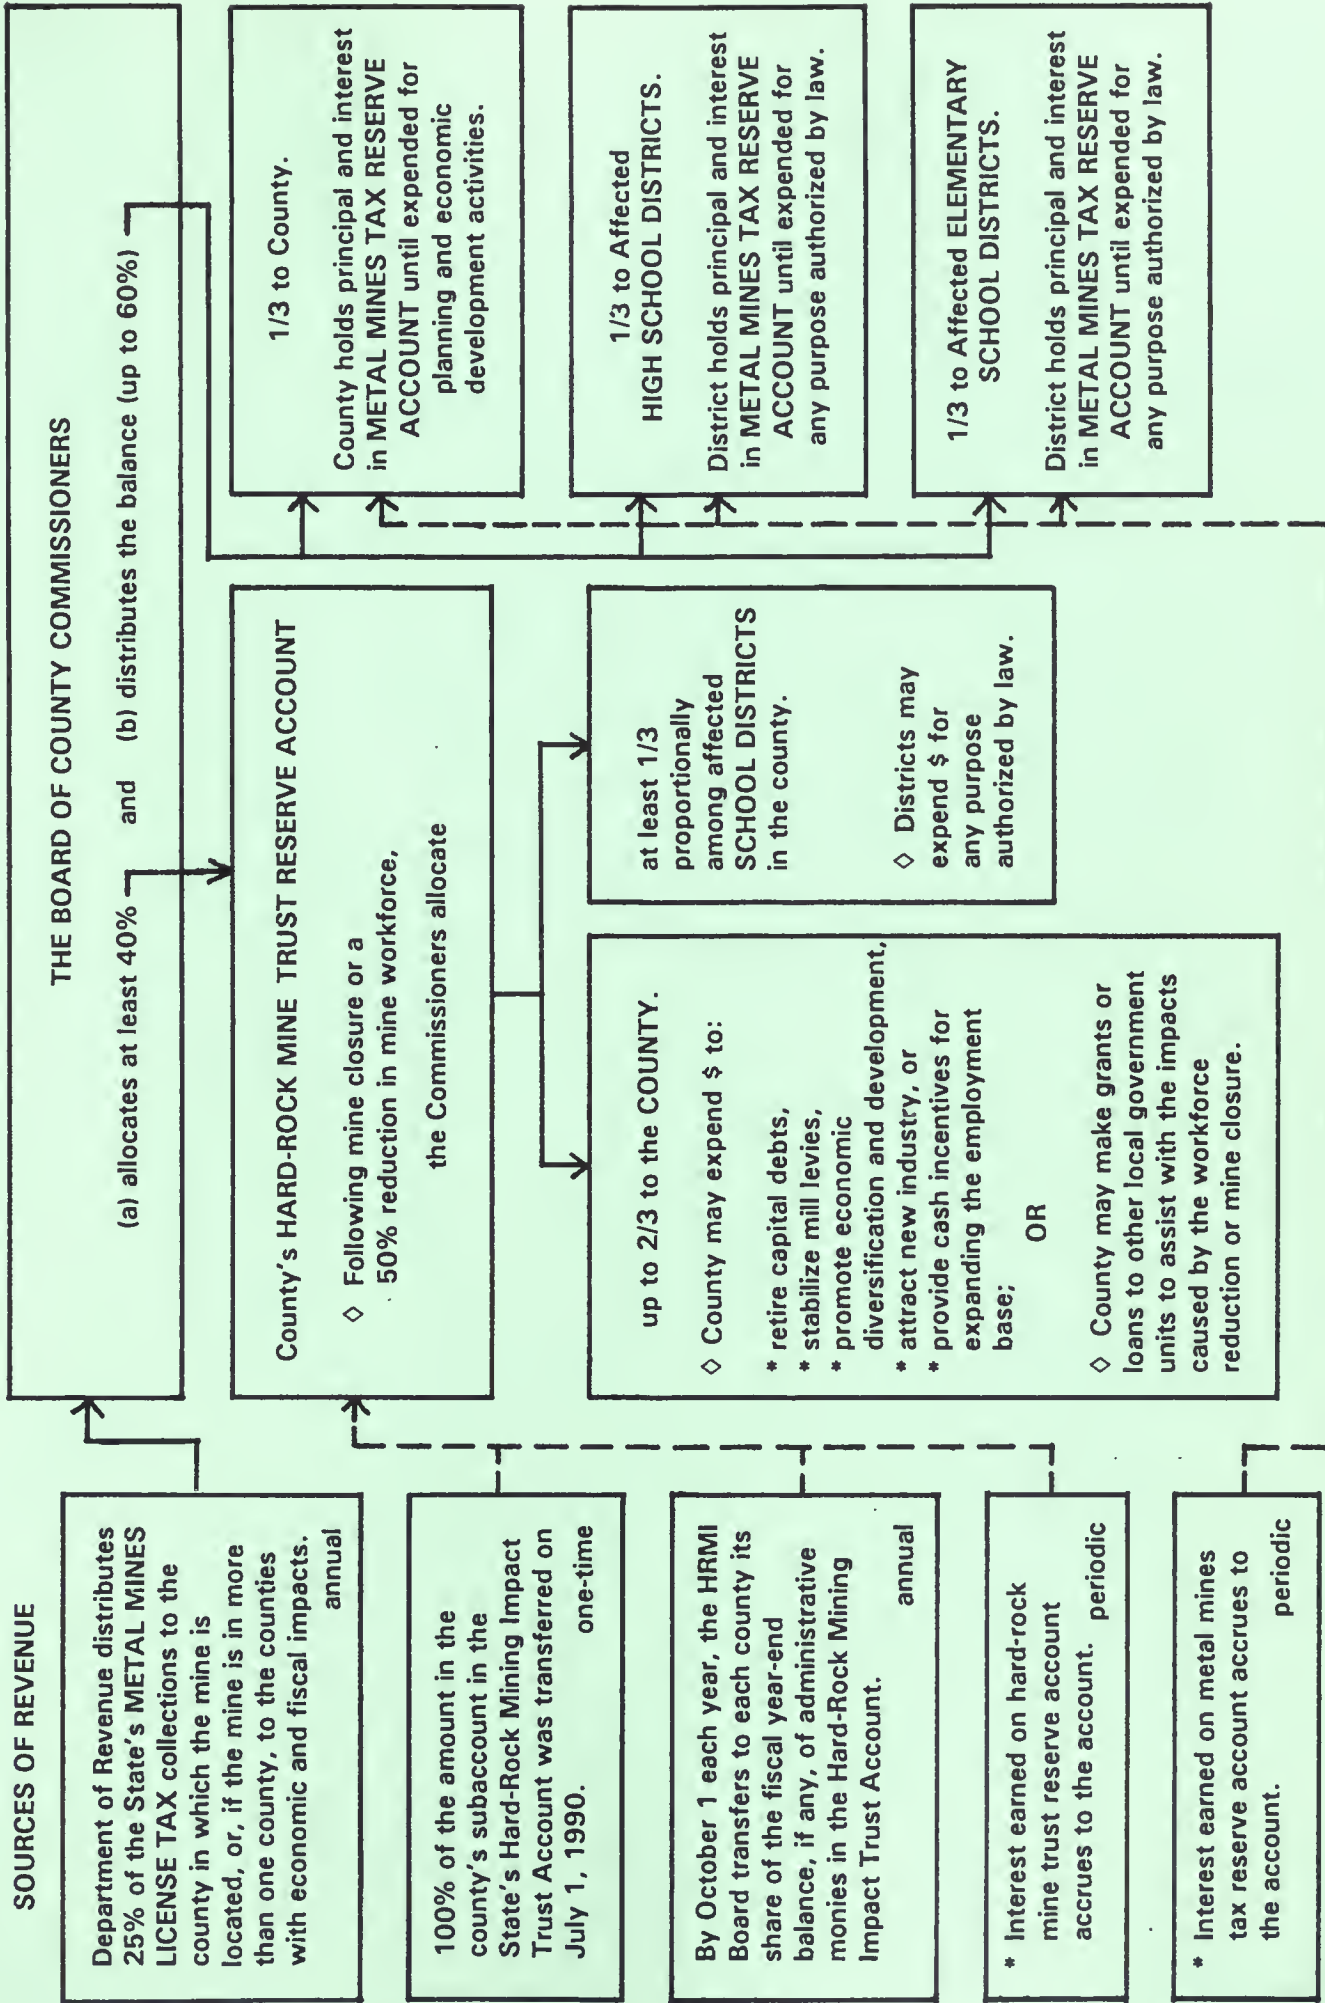 SOURCES OF REVENUE
Department of Revenue distributes
25% of the State's METAL MINES
LICENSE TAX collections to the
county in which the mine is
located, or, if the mine is in more
than one county, to the counties
with economic and fiscal impacts.
annual
100% of the amount in the
county's subaccount in the
State's Hard-Rock Mining Impact
Trust Account was transferred on
July 1, 1990. one-time
By October 1 each year, the HRMI
Board transfers to each county its
share of the fiscal year-end
balance, if any, of administrative
monies in the Hard-Rock Mining
Impact Trust Account.
annual
* Interest earned on hard-rock
mine trust reserve account
accrues to the account. periodic
* Interest earned on metal mines
tax reserve account accrues to
the account. periodic
THE BOARD OF COUNTY COMMISSIONERS
(a) allocates at least 40% and (b) distributes the balance (up to 60%)
County's HARD-ROCK MINE TRUST RESERVE ACCOUNT
◇ Following mine closure or a
50% reduction in mine workforce,
the Commissioners allocate
up to 2/3 to the COUNTY.
◇ County may expend $ to:
* retire capital debts,
* stabilize mill levies,
* promote economic
diversification and development,
* attract new industry, or
* provide cash incentives for
expanding the employment
base;
OR
◇ County may make grants or
loans to other local government
units to assist with the impacts
caused by the workforce
reduction or mine closure.
at least 1/3
proportionally
among affected
SCHOOL DISTRICTS
in the county.
◇ Districts may
expend $ for
any purpose
authorized by law.
1/3 to County.
County holds principal and interest
in METAL MINES TAX RESERVE
ACCOUNT until expended for
planning and economic
development activities.
1/3 to Affected
HIGH SCHOOL DISTRICTS.
District holds principal and interest
in METAL MINES TAX RESERVE
ACCOUNT until expended for
any purpose authorized by law.
1/3 to Affected ELEMENTARY
SCHOOL DISTRICTS.
District holds principal and interest
in METAL MINES TAX RESERVE
ACCOUNT until expended for
any purpose authorized by law.